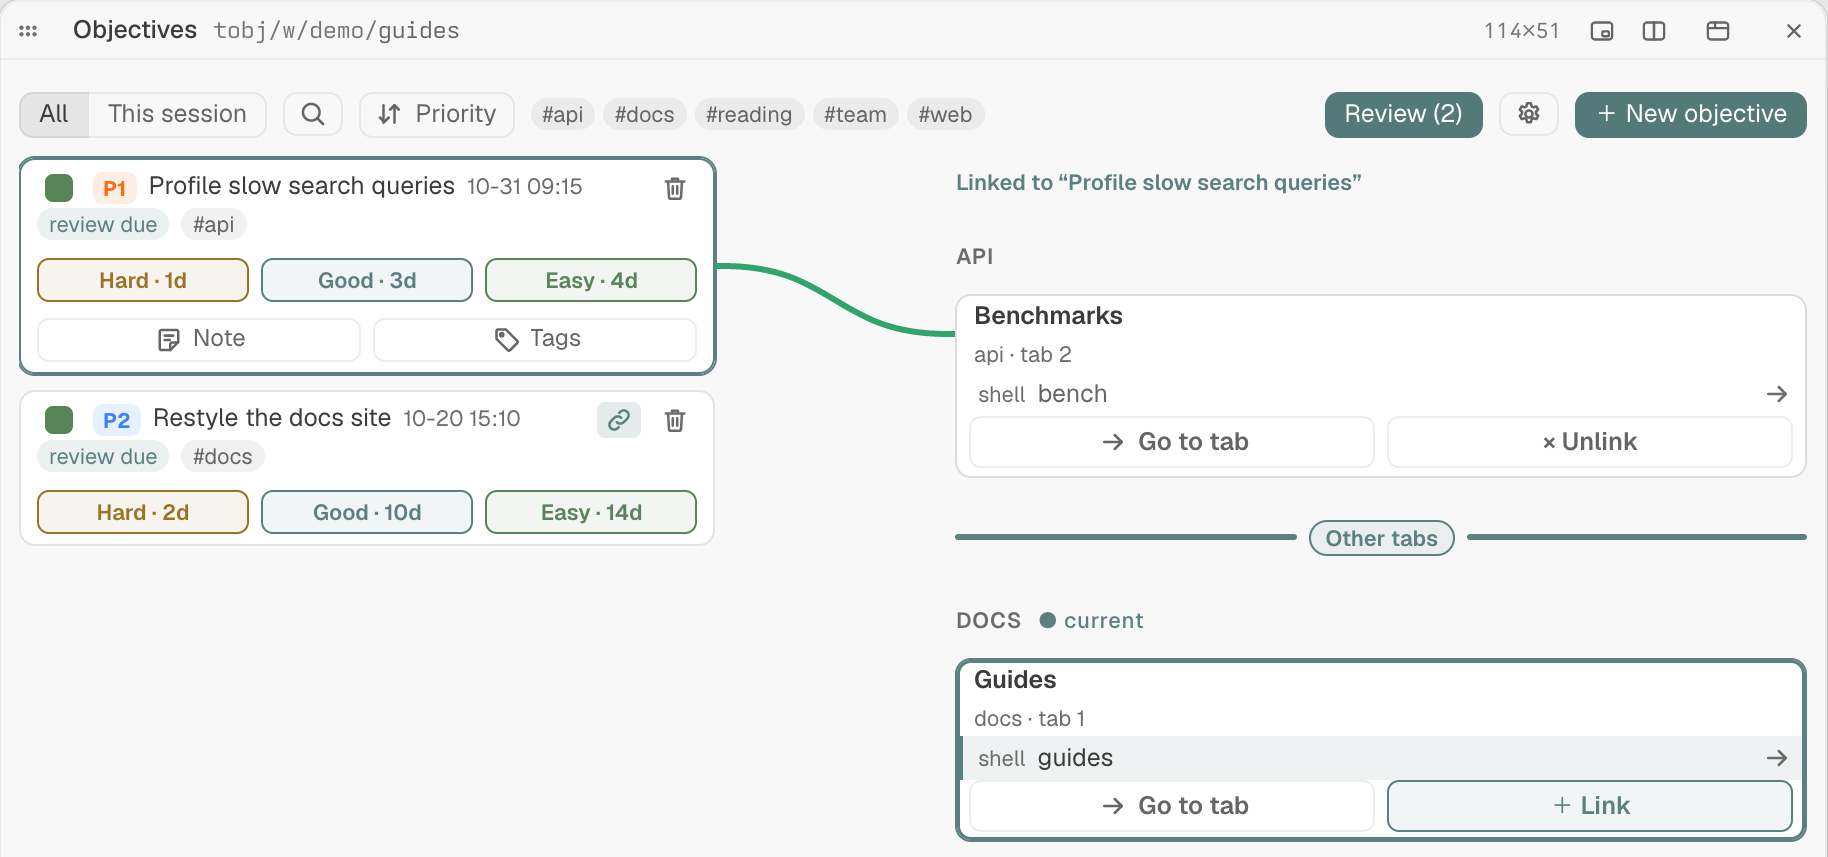 Objectives tobj/w/demo/guides 114×51
All This session Priority #api #docs #reading #team #web Review (2) + New objective
P1 Profile slow search queries 10-31 09:15
review due #api
Hard · 1d Good · 3d Easy · 4d
Note Tags
P2 Restyle the docs site 10-20 15:10
review due #docs
Hard · 2d Good · 10d Easy · 14d
Linked to “Profile slow search queries”
API
Benchmarks
api · tab 2
shell bench →
→ Go to tab × Unlink
Other tabs
DOCS ● current
Guides
docs · tab 1
shell guides →
→ Go to tab + Link